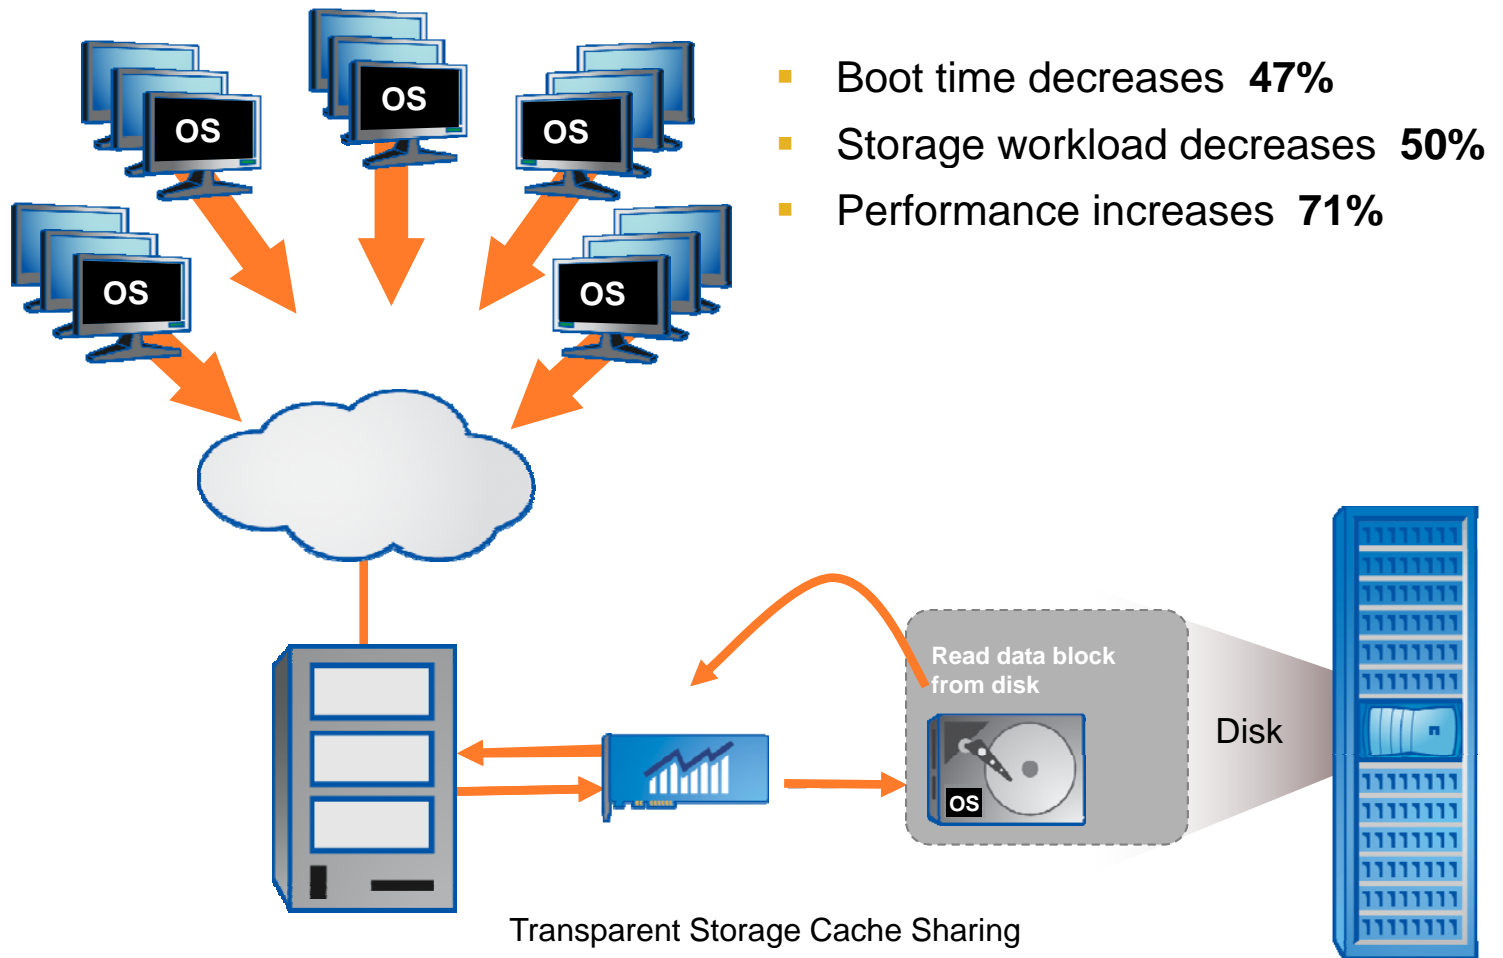 Boot time decreases 47%
Storage workload decreases 50%
Performance increases 71%
OS
OS
OS
OS
OS
Read data block
from disk
OS
Disk
Transparent Storage Cache Sharing